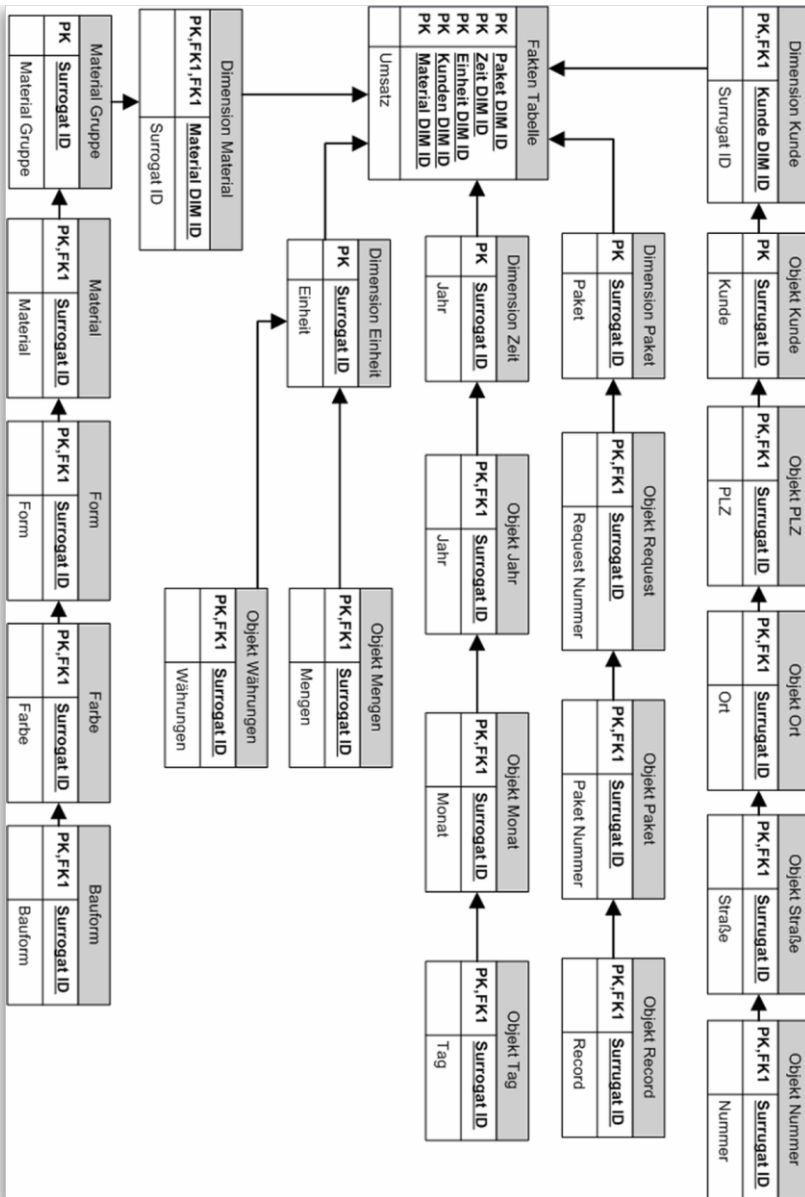 Dimension Kunde
PK,FK1 Kunde DIM ID
Surrugat ID
Objekt Kunde
PK Surrogat ID
Kunde
Objekt PLZ
PK,FK1 Surrugat ID
PLZ
Objekt Ort
PK,FK1 Surrugat ID
Ort
Objekt Straße
PK,FK1 Surrugat ID
Straße
Objekt Nummer
PK,FK1 Surrugat ID
Nummer
Fakten Tabelle
PK Paket DIM ID
PK Zeit DIM ID
PK Einheit DIM ID
PK Kunden DIM ID
PK Material DIM ID
Umsatz
Dimension Paket
PK Surrogat ID
Paket
Objekt Request
PK,FK1 Surrogat ID
Request Nummer
Objekt Paket
PK,FK1 Surrugat ID
Paket Nummer
Objekt Record
PK,FK1 Surrugat ID
Record
Dimension Zeit
PK Surrogat ID
Jahr
Objekt Jahr
PK,FK1 Surrogat ID
Jahr
Objekt Monat
PK,FK1 Surrogat ID
Monat
Objekt Tag
PK,FK1 Surrogat ID
Tag
Dimension Einheit
PK Surrogat ID
Einheit
Objekt Mengen
PK,FK1 Surrogat ID
Mengen
Objekt Währungen
PK,FK1 Surrogat ID
Währungen
Dimension Material
PK,FK1,FK1 Material DIM ID
Surrogat ID
Material Gruppe
PK Surrogat ID
Material Gruppe
Material
PK,FK1 Surrogat ID
Material
Form
PK,FK1 Surrogat ID
Form
Farbe
PK,FK1 Surrogat ID
Farbe
Bauform
PK,FK1 Surrogat ID
Bauform